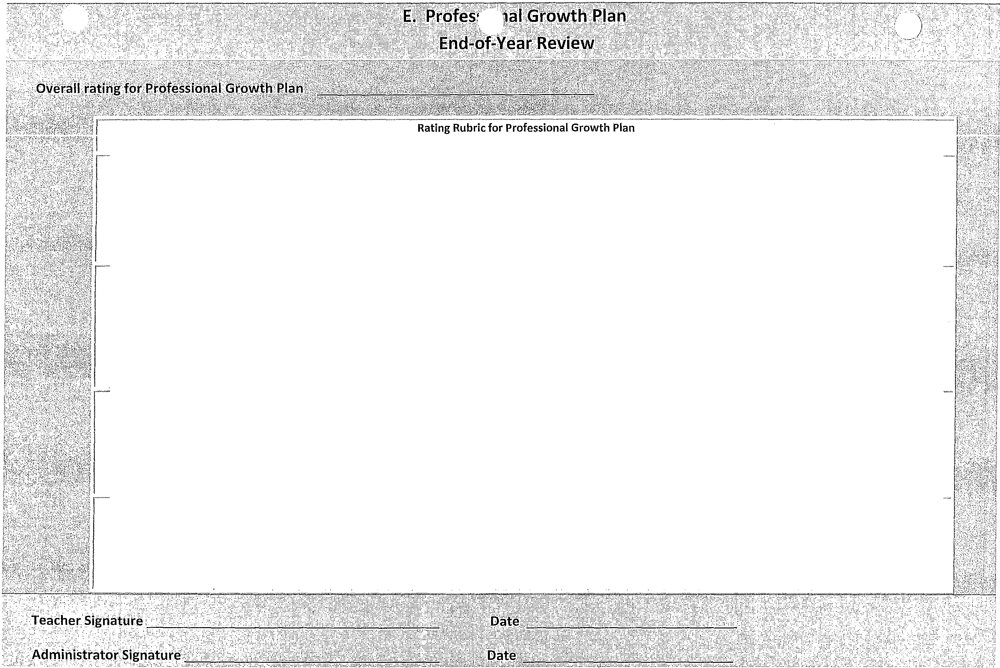 E. Profes nal Growth Plan
End-of-Year Review
Overall rating for Professional Growth Plan
Rating Rubric for Professional Growth Plan
Teacher Signature Date
Administrator Signature Date